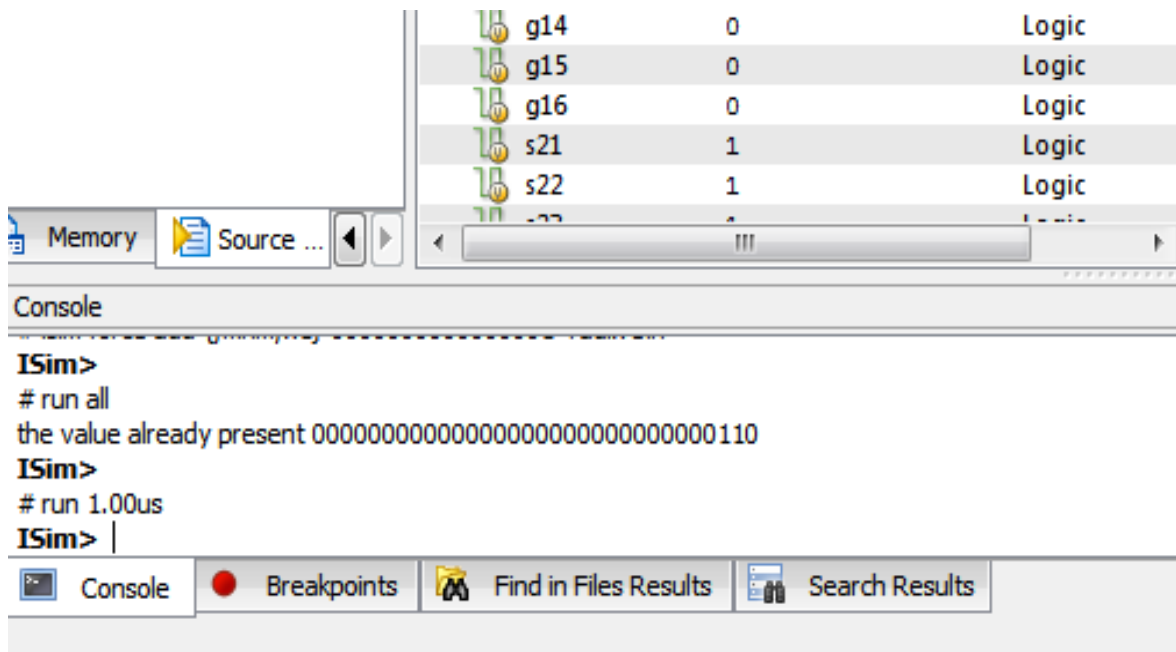 g14 0 Logic
g15 0 Logic
g16 0 Logic
s21 1 Logic
s22 1 Logic
Memory Source ...
Console
ISim>
# run all
the value already present 00000000000000000000000000000110
ISim>
# run 1.00us
ISim>
Console Breakpoints Find in Files Results Search Results